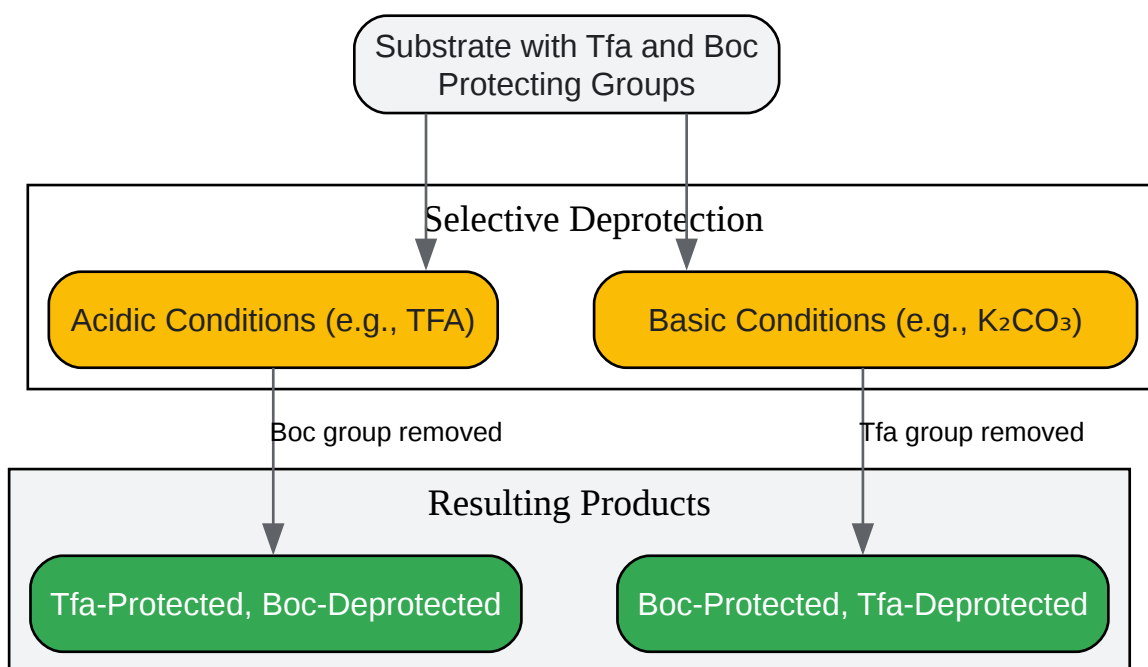 Substrate with Tfa and Boc
Protecting Groups
Selective Deprotection
Acidic Conditions (e.g., TFA)
Basic Conditions (e.g., K₂CO₃)
Boc group removed
Tfa group removed
Resulting Products
Tfa-Protected, Boc-Deprotected
Boc-Protected, Tfa-Deprotected